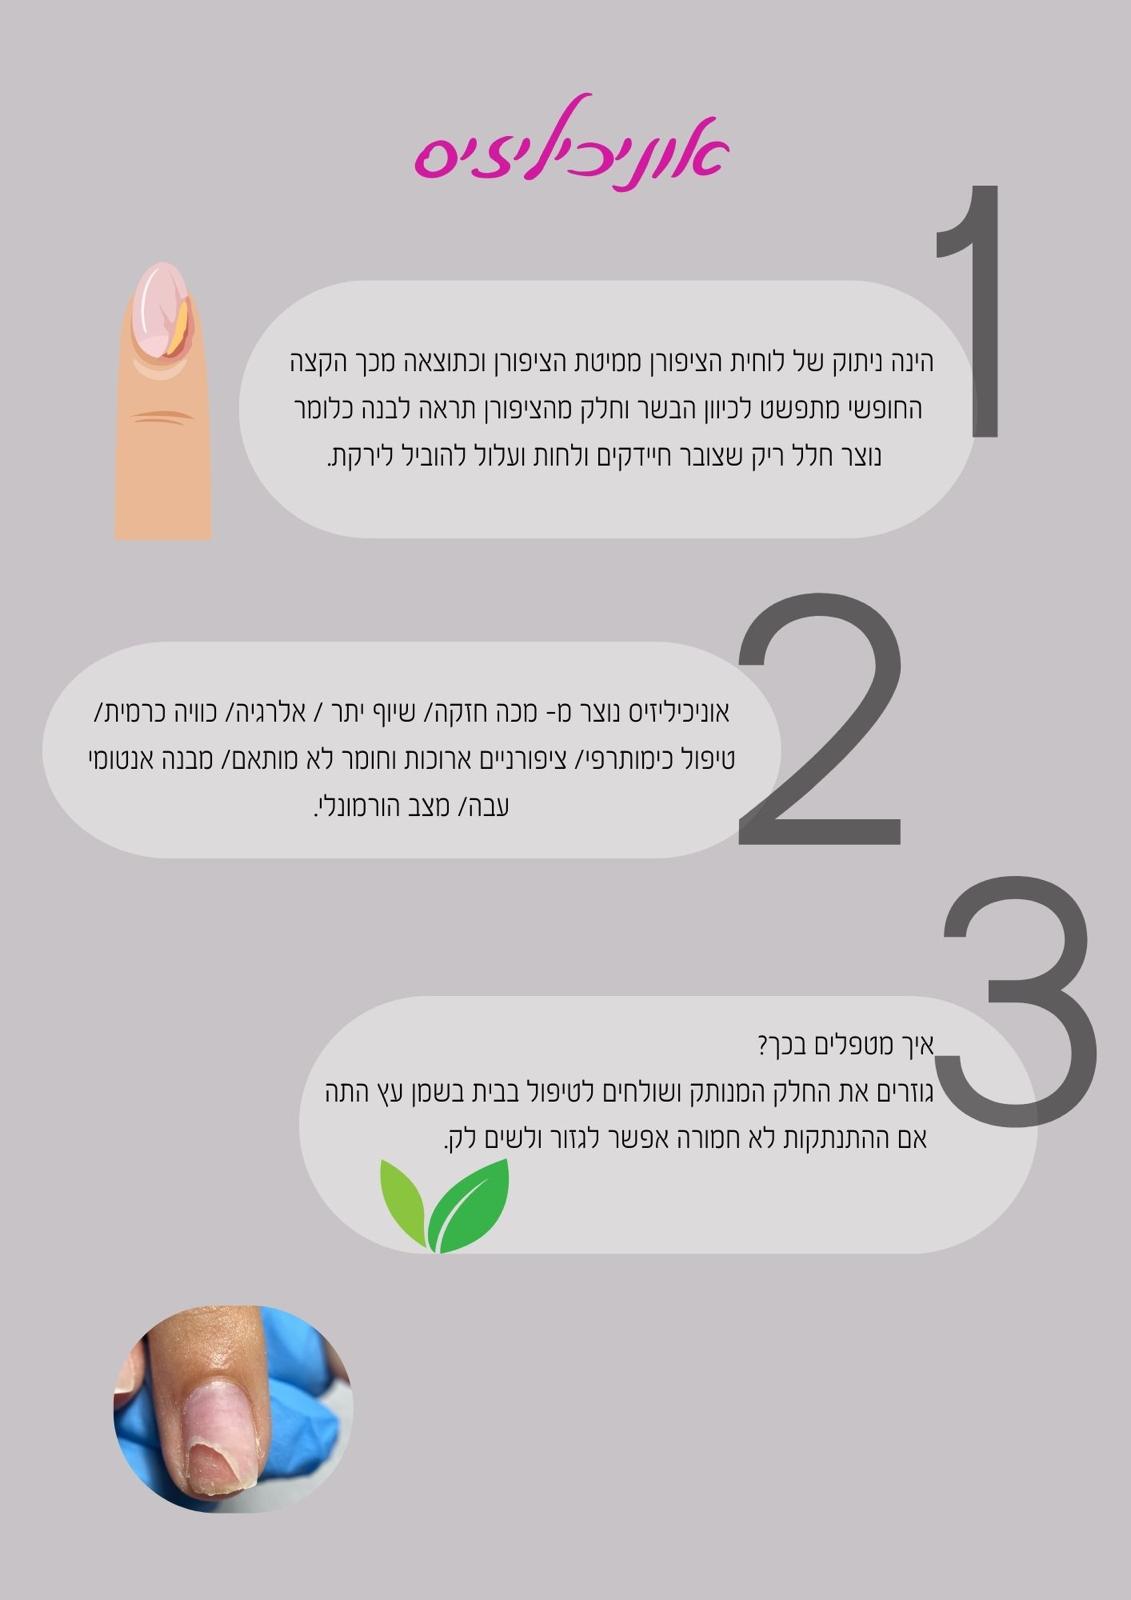 אוניכיליזיס
1
הינה ניתוק של לוחית הציפורן ממיטת הציפורן וכתוצאה מכך הקצה
החופשי מתפשט לכיוון הבשר וחלק מהציפורן תראה לבנה כלומר
נוצר חלל ריק שצובר חיידקים ולחות ועלול להוביל לירקת.
2
אוניכיליזיס נוצר מ- מכה חזקה/ שיוף יתר / אלרגיה/ כוויה כרמית/
טיפול כימותרפי/ ציפורניים ארוכות וחומר לא מותאם/ מבנה אנטומי
עבה/ מצב הורמונלי.
3
איך מטפלים בכך?
גוזרים את החלק המנותק ושולחים לטיפול בבית בשמן עץ התה
אם ההתנתקות לא חמורה אפשר לגזור ולשים לק.